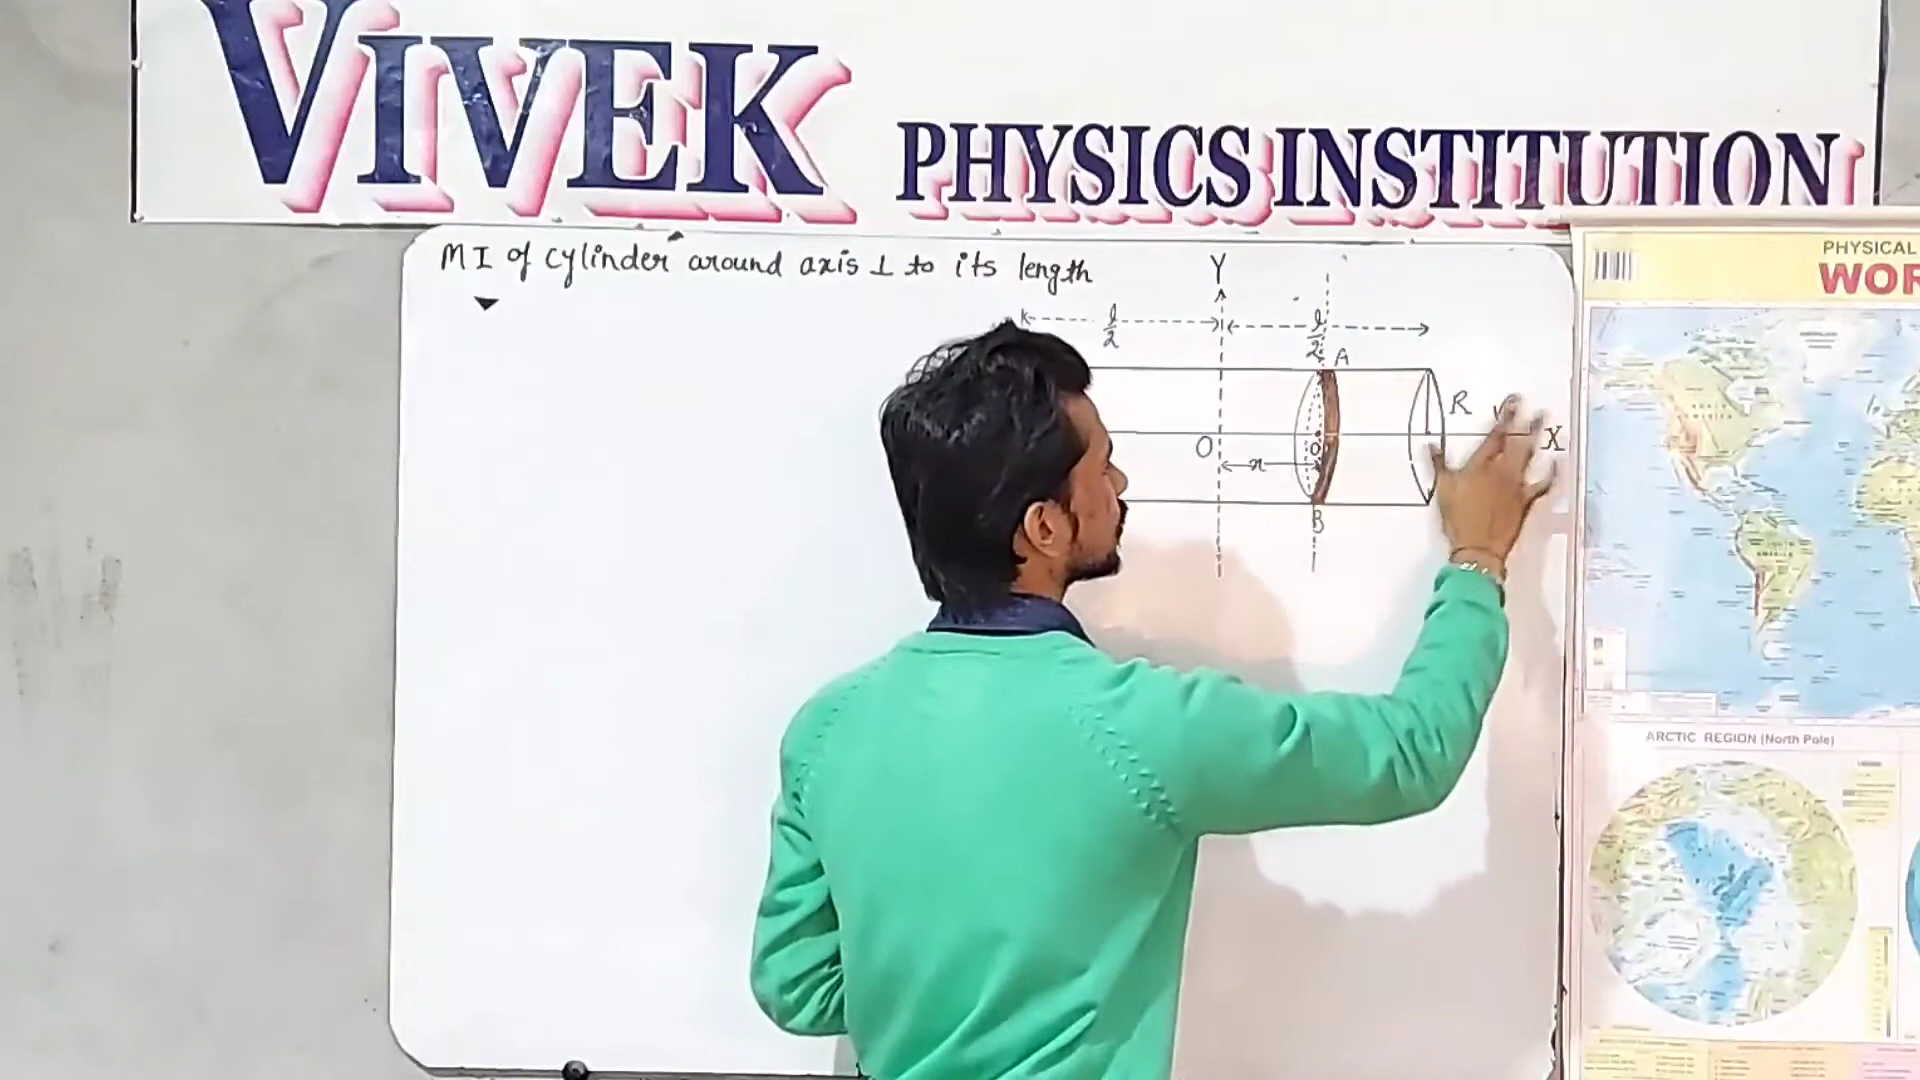 VIVEK PHYSICS INSTITUTION
MI of cylinder around axis ⊥ to its length
Y
l/2
l/2
A
R
X
O
O
x
B
PHYSICAL
WOR
ARCTIC REGION (North Pole)